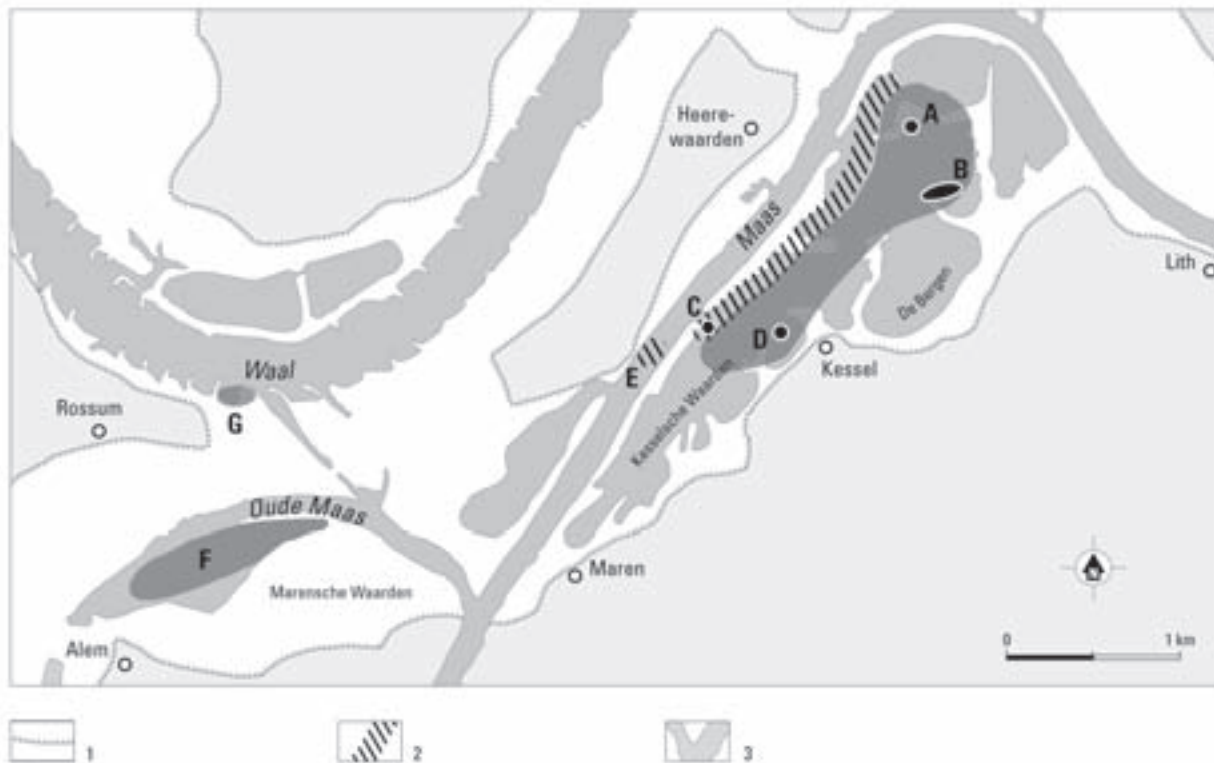 Heere-
waarden
A
B
Maas
Lith
De Bergen
C
D
Kessel
E
Kesselsche Waarden
Waal
Rossum
G
Oude Maas
F
Maren
Marensche Waarden
Alem
0 1 km
1 2 3